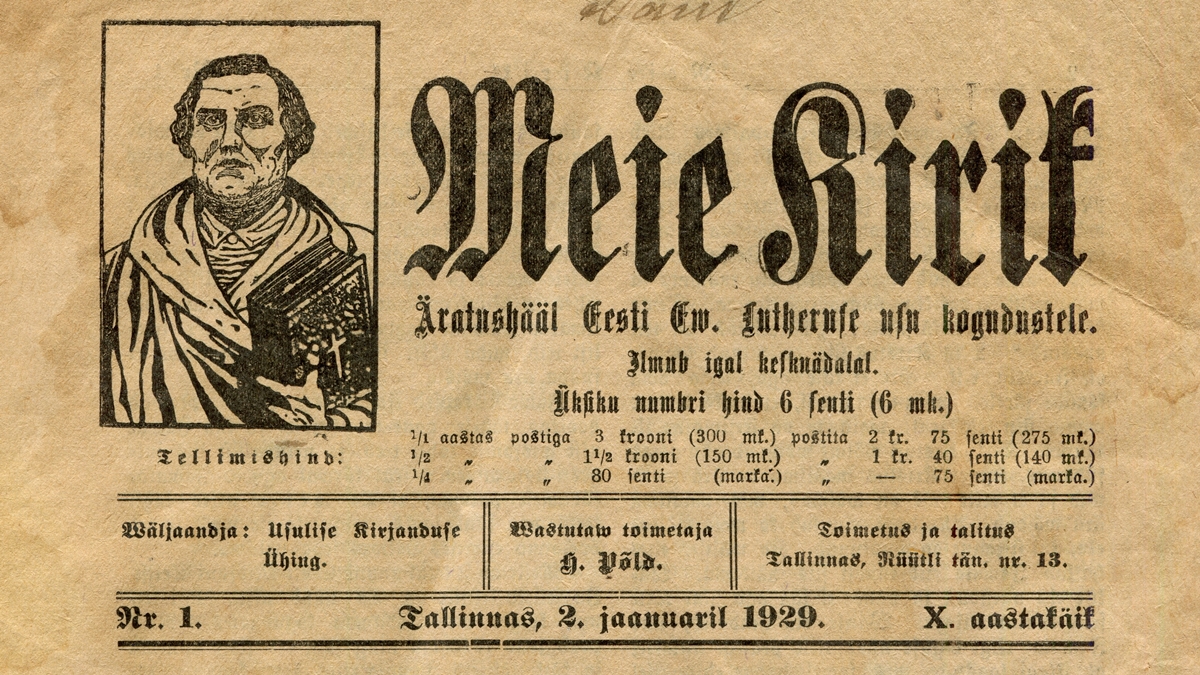 Meie Kirik
Äratushääl Eesti Ew. Lutheruse usu kogudustele.
Ilmub igal kesknädalal.
Üksiku numbri hind 6 senti (6 mk.)
Tellimishind:
1/1 aastas postiga 3 krooni (300 mk.) postita 2 kr. 75 senti (275 mk.)
1/2 „ „ 1 1/2 krooni (150 mk.) „ 1 kr. 40 senti (140 mk.)
1/4 „ „ 80 senti (marka.) „ — 75 senti (marka.)
Wäljaandja: Usulise Kirjanduse
Ühing.
Wastutaw toimetaja
H. Põld.
Toimetus ja talitus
Tallinnas, Rüütli tän. nr. 13.
Nr. 1. Tallinnas, 2. jaanuaril 1929. X. aastakäik